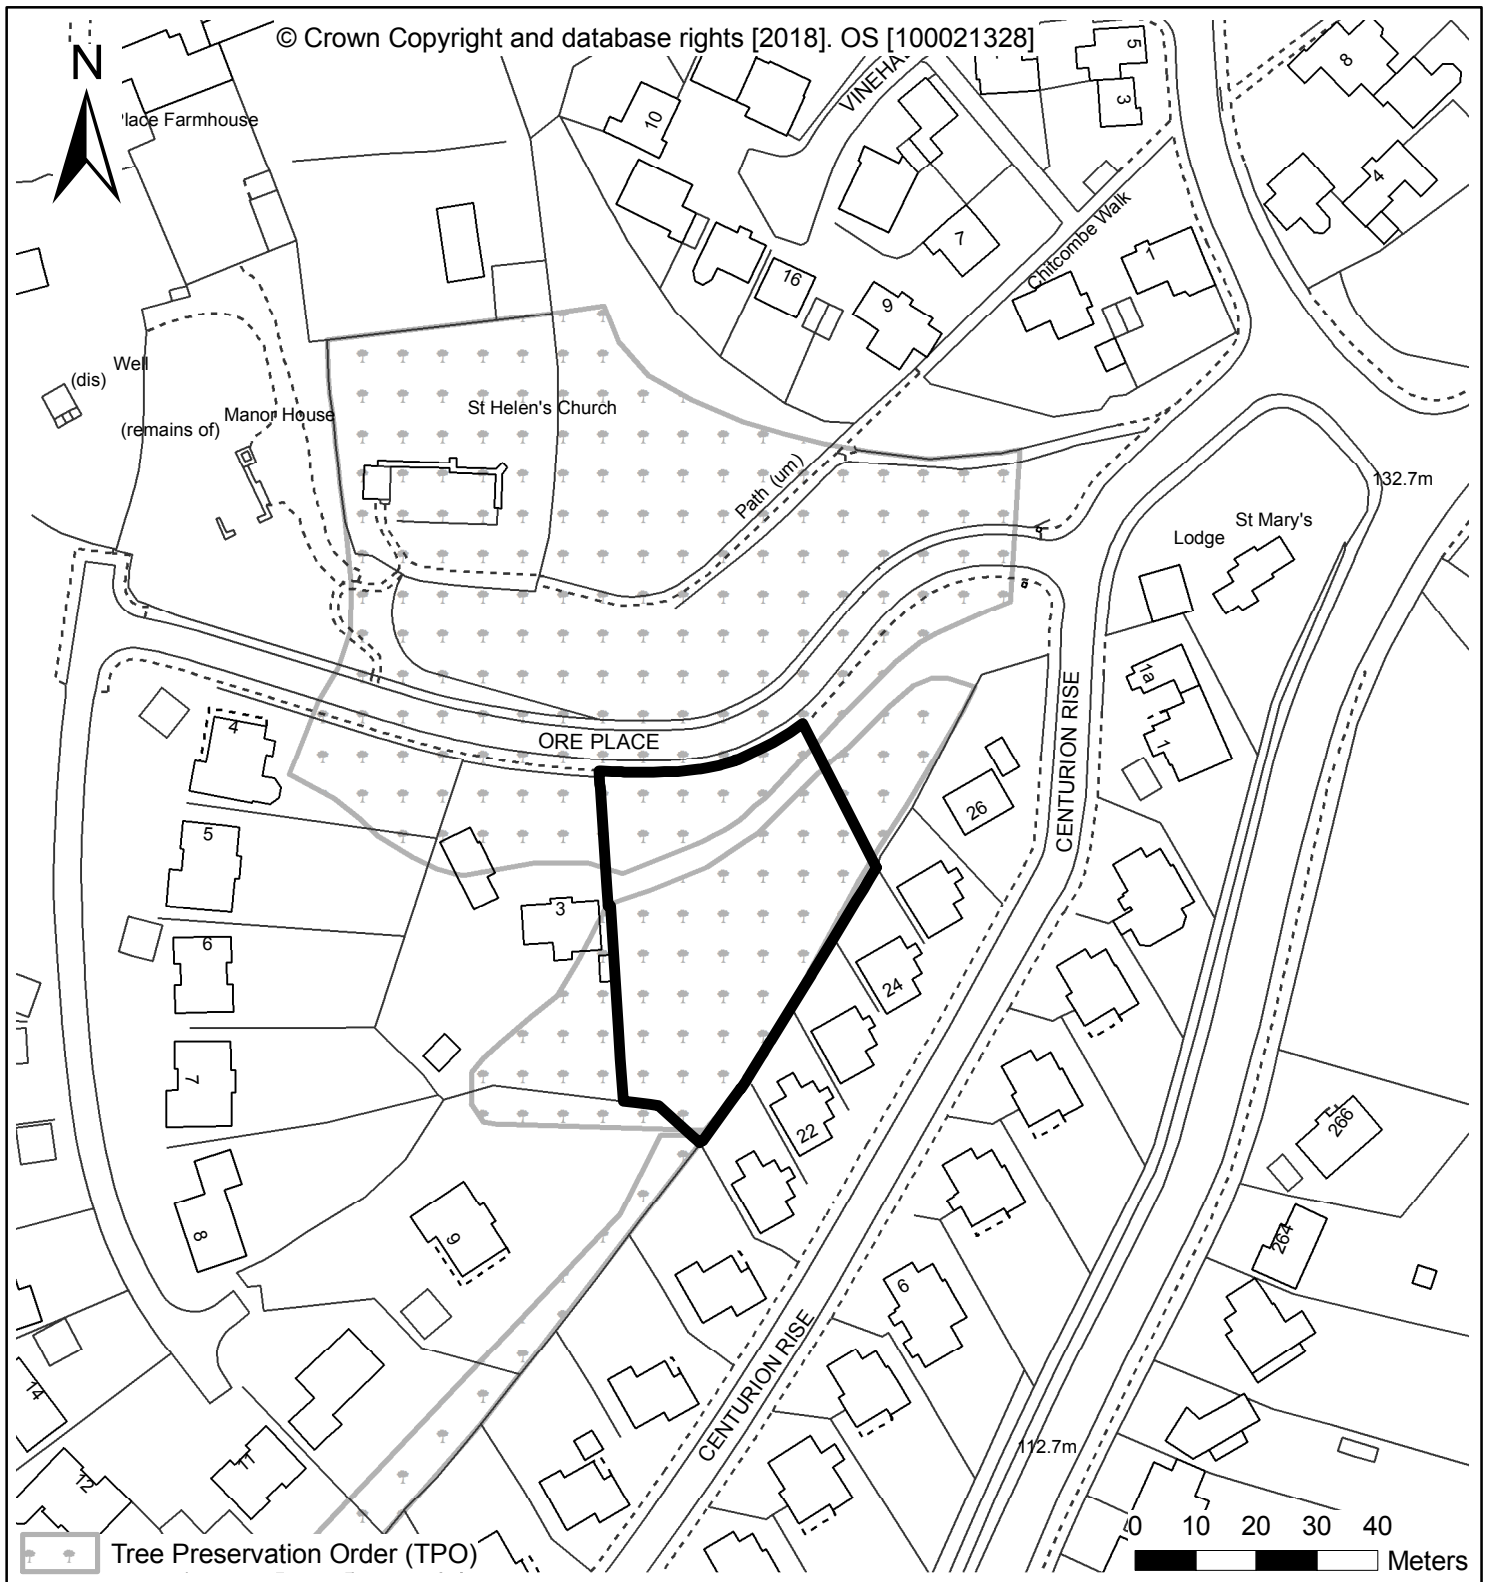 © Crown Copyright and database rights [2018]. OS [100021328]
N
Place Farmhouse
10
5
3
8
4
7
Chitcombe Walk
1
16
9
Well
(dis)
Manor House
(remains of)
St Helen's Church
Path (um)
132.7m
St Mary's
Lodge
1a
1
ORE PLACE
CENTURION RISE
4
5
3
6
7
8
9
26
24
22
6
266
264
CENTURION RISE
14
12
11
112.7m
Tree Preservation Order (TPO)
0 10 20 30 40
Meters